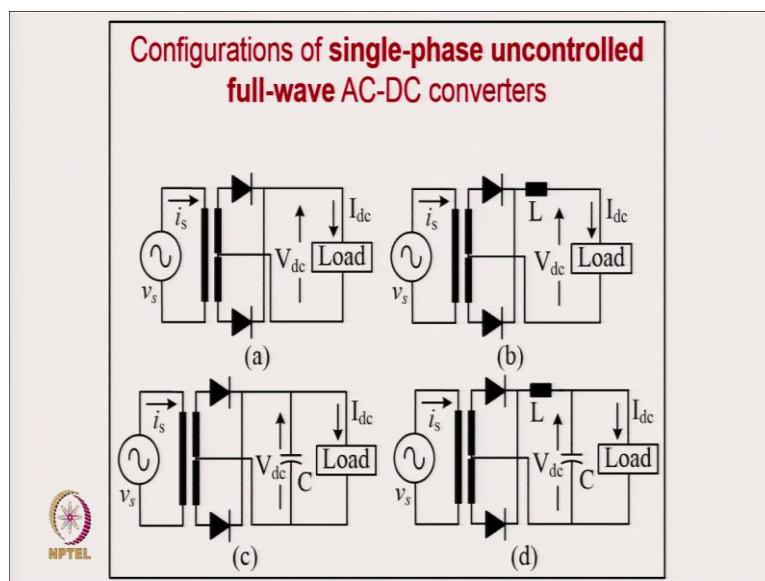 Configurations of single-phase uncontrolled
full-wave AC-DC converters
i_s
v_s
V_dc
I_dc
Load
(a)
i_s
v_s
L
V_dc
I_dc
Load
(b)
i_s
v_s
V_dc
C
I_dc
Load
(c)
i_s
v_s
L
V_dc
C
I_dc
Load
(d)
NPTEL